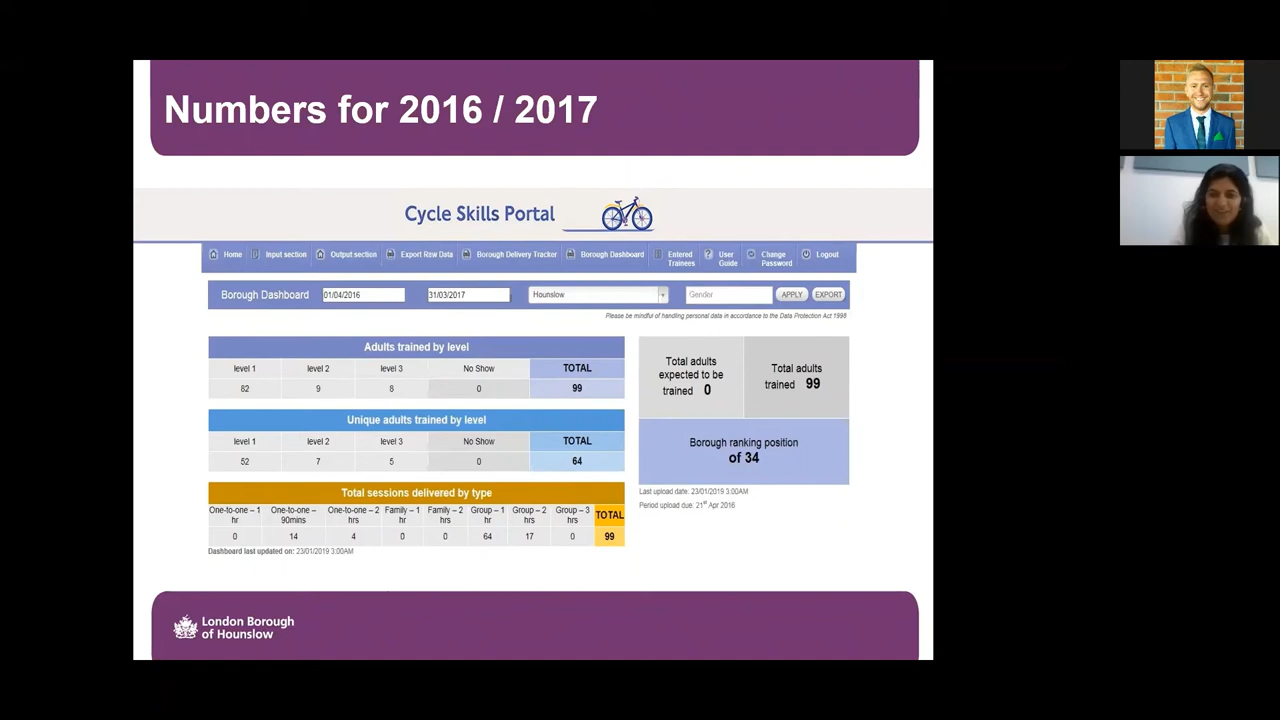 Numbers for 2016 / 2017
Cycle Skills Portal
Home
Input section
Output section
Export Raw Data
Borough Delivery Tracker
Borough Dashboard
Entered
Trainees
User
Guide
Change
Password
Logout
Borough Dashboard
01/04/2016
31/03/2017
Hounslow
Gender
APPLY
EXPORT
Please be mindful of handling personal data in accordance to the Data Protection Act 1998
Adults trained by level
level 1 level 2 level 3 No Show TOTAL
82 9 8 0 99
Unique adults trained by level
level 1 level 2 level 3 No Show TOTAL
52 7 5 0 64
Total sessions delivered by type
One-to-one – 1
hr
One-to-one –
90mins
One-to-one – 2
hrs
Family – 1
hr
Family – 2
hrs
Group – 1
hr
Group – 2
hrs
Group – 3
hrs
TOTAL
0 14 4 0 0 64 17 0 99
Dashboard last updated on: 23/01/2019 3:00AM
Total adults
expected to be
trained 0
Total adults
trained 99
Borough ranking position
of 34
Last upload date: 23/01/2019 3:00AM
Period upload due: 21st Apr 2016
London Borough
of Hounslow